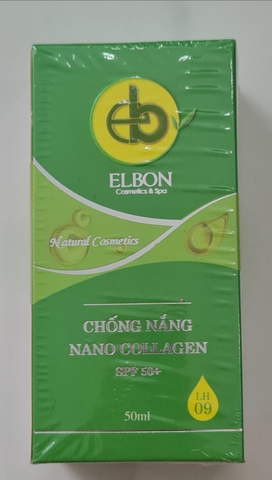 eb
ELBON
Cosmetics & Spa
Natural Cosmetics
CHỐNG NẮNG
NANO COLLAGEN
SPF 50+
LH
09
50ml